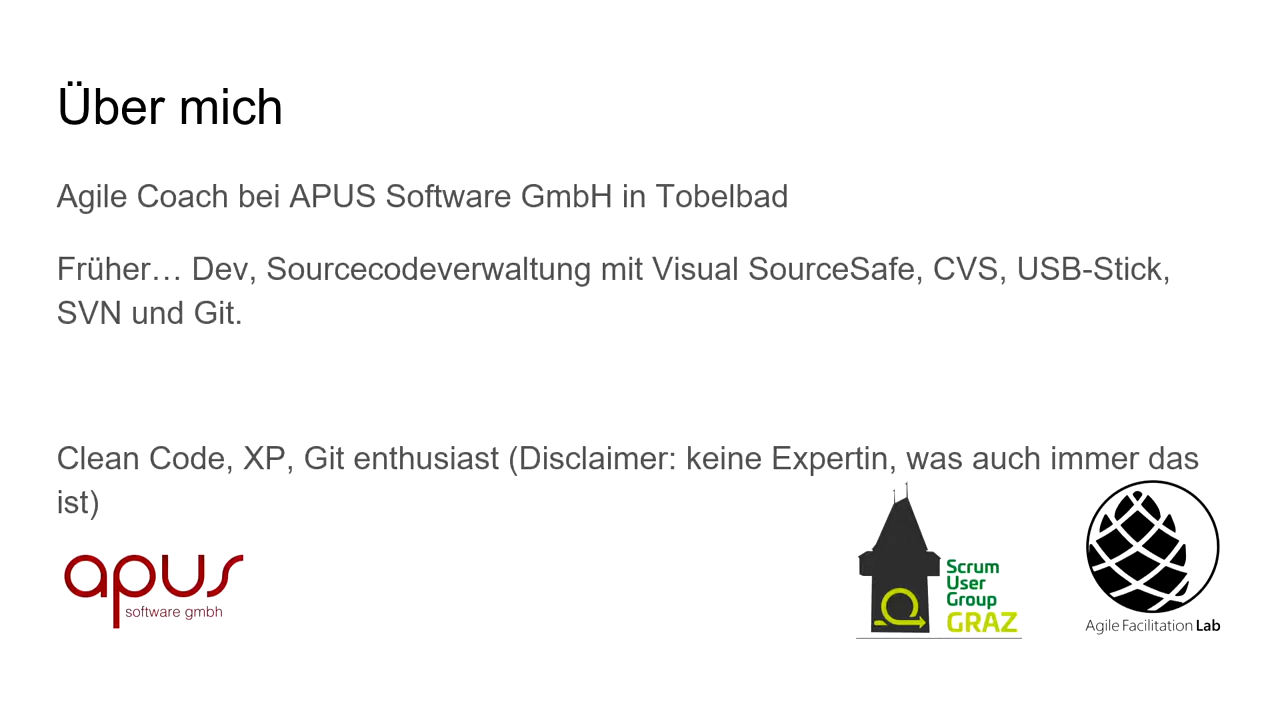 Über mich
Agile Coach bei APUS Software GmbH in Tobelbad
Früher… Dev, Sourcecodeverwaltung mit Visual SourceSafe, CVS, USB-Stick,
SVN und Git.
Clean Code, XP, Git enthusiast (Disclaimer: keine Expertin, was auch immer das
ist)
apus
software gmbh
Scrum
User
Group
GRAZ
Agile Facilitation Lab